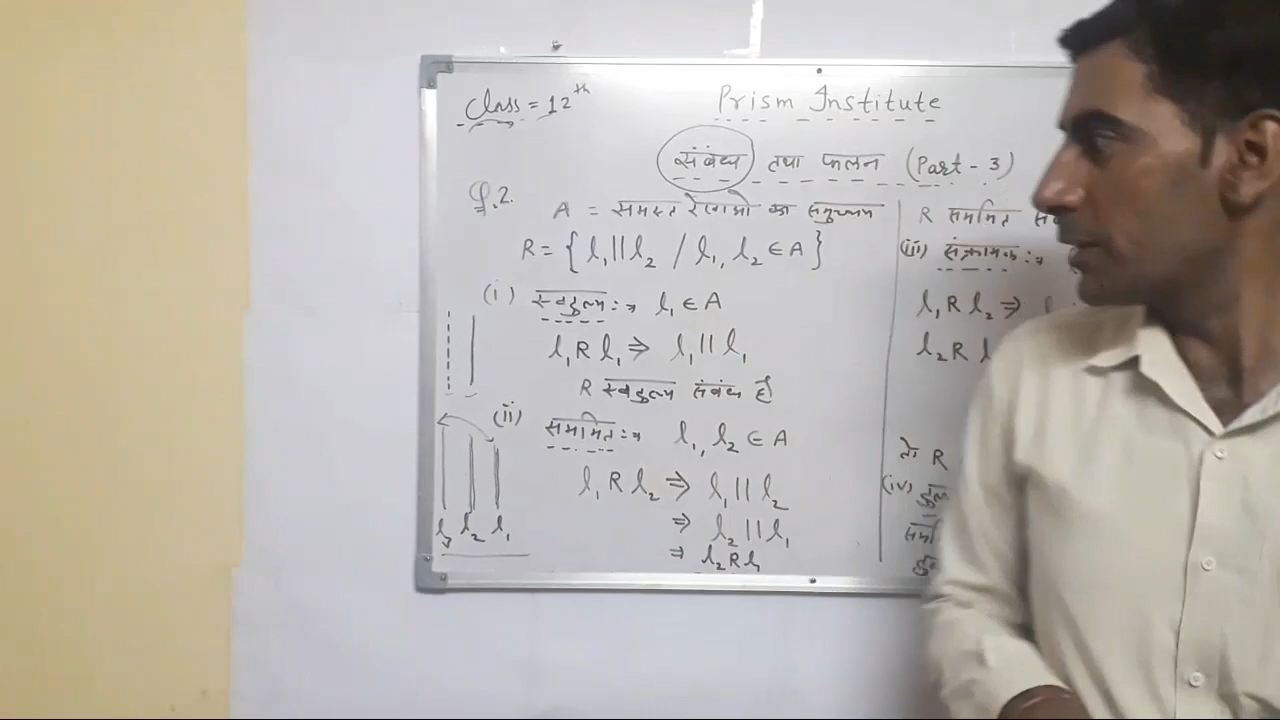 Class = 12th
Prism Institute
संबंध तथा फलन (Part - 3)
Q.2.
A = समस्त रेखाओ का समुच्चय
R = { l₁ || l₂ / l₁, l₂ ∈ A }
(i) स्वतुल्य :→ l₁ ∈ A
l₁ R l₁ ⇒ l₁ || l₁
R स्वतुल्य संबंध है
(ii) सममित :→ l₁, l₂ ∈ A
l₁ R l₂ ⇒ l₁ || l₂
⇒ l₂ || l₁
⇒ l₂ R l₁
l₃ l₂ l₁
R सममित
(iii) संक्रामक :→
l₁ R l₂ ⇒
l₂ R
तो R
(iv)